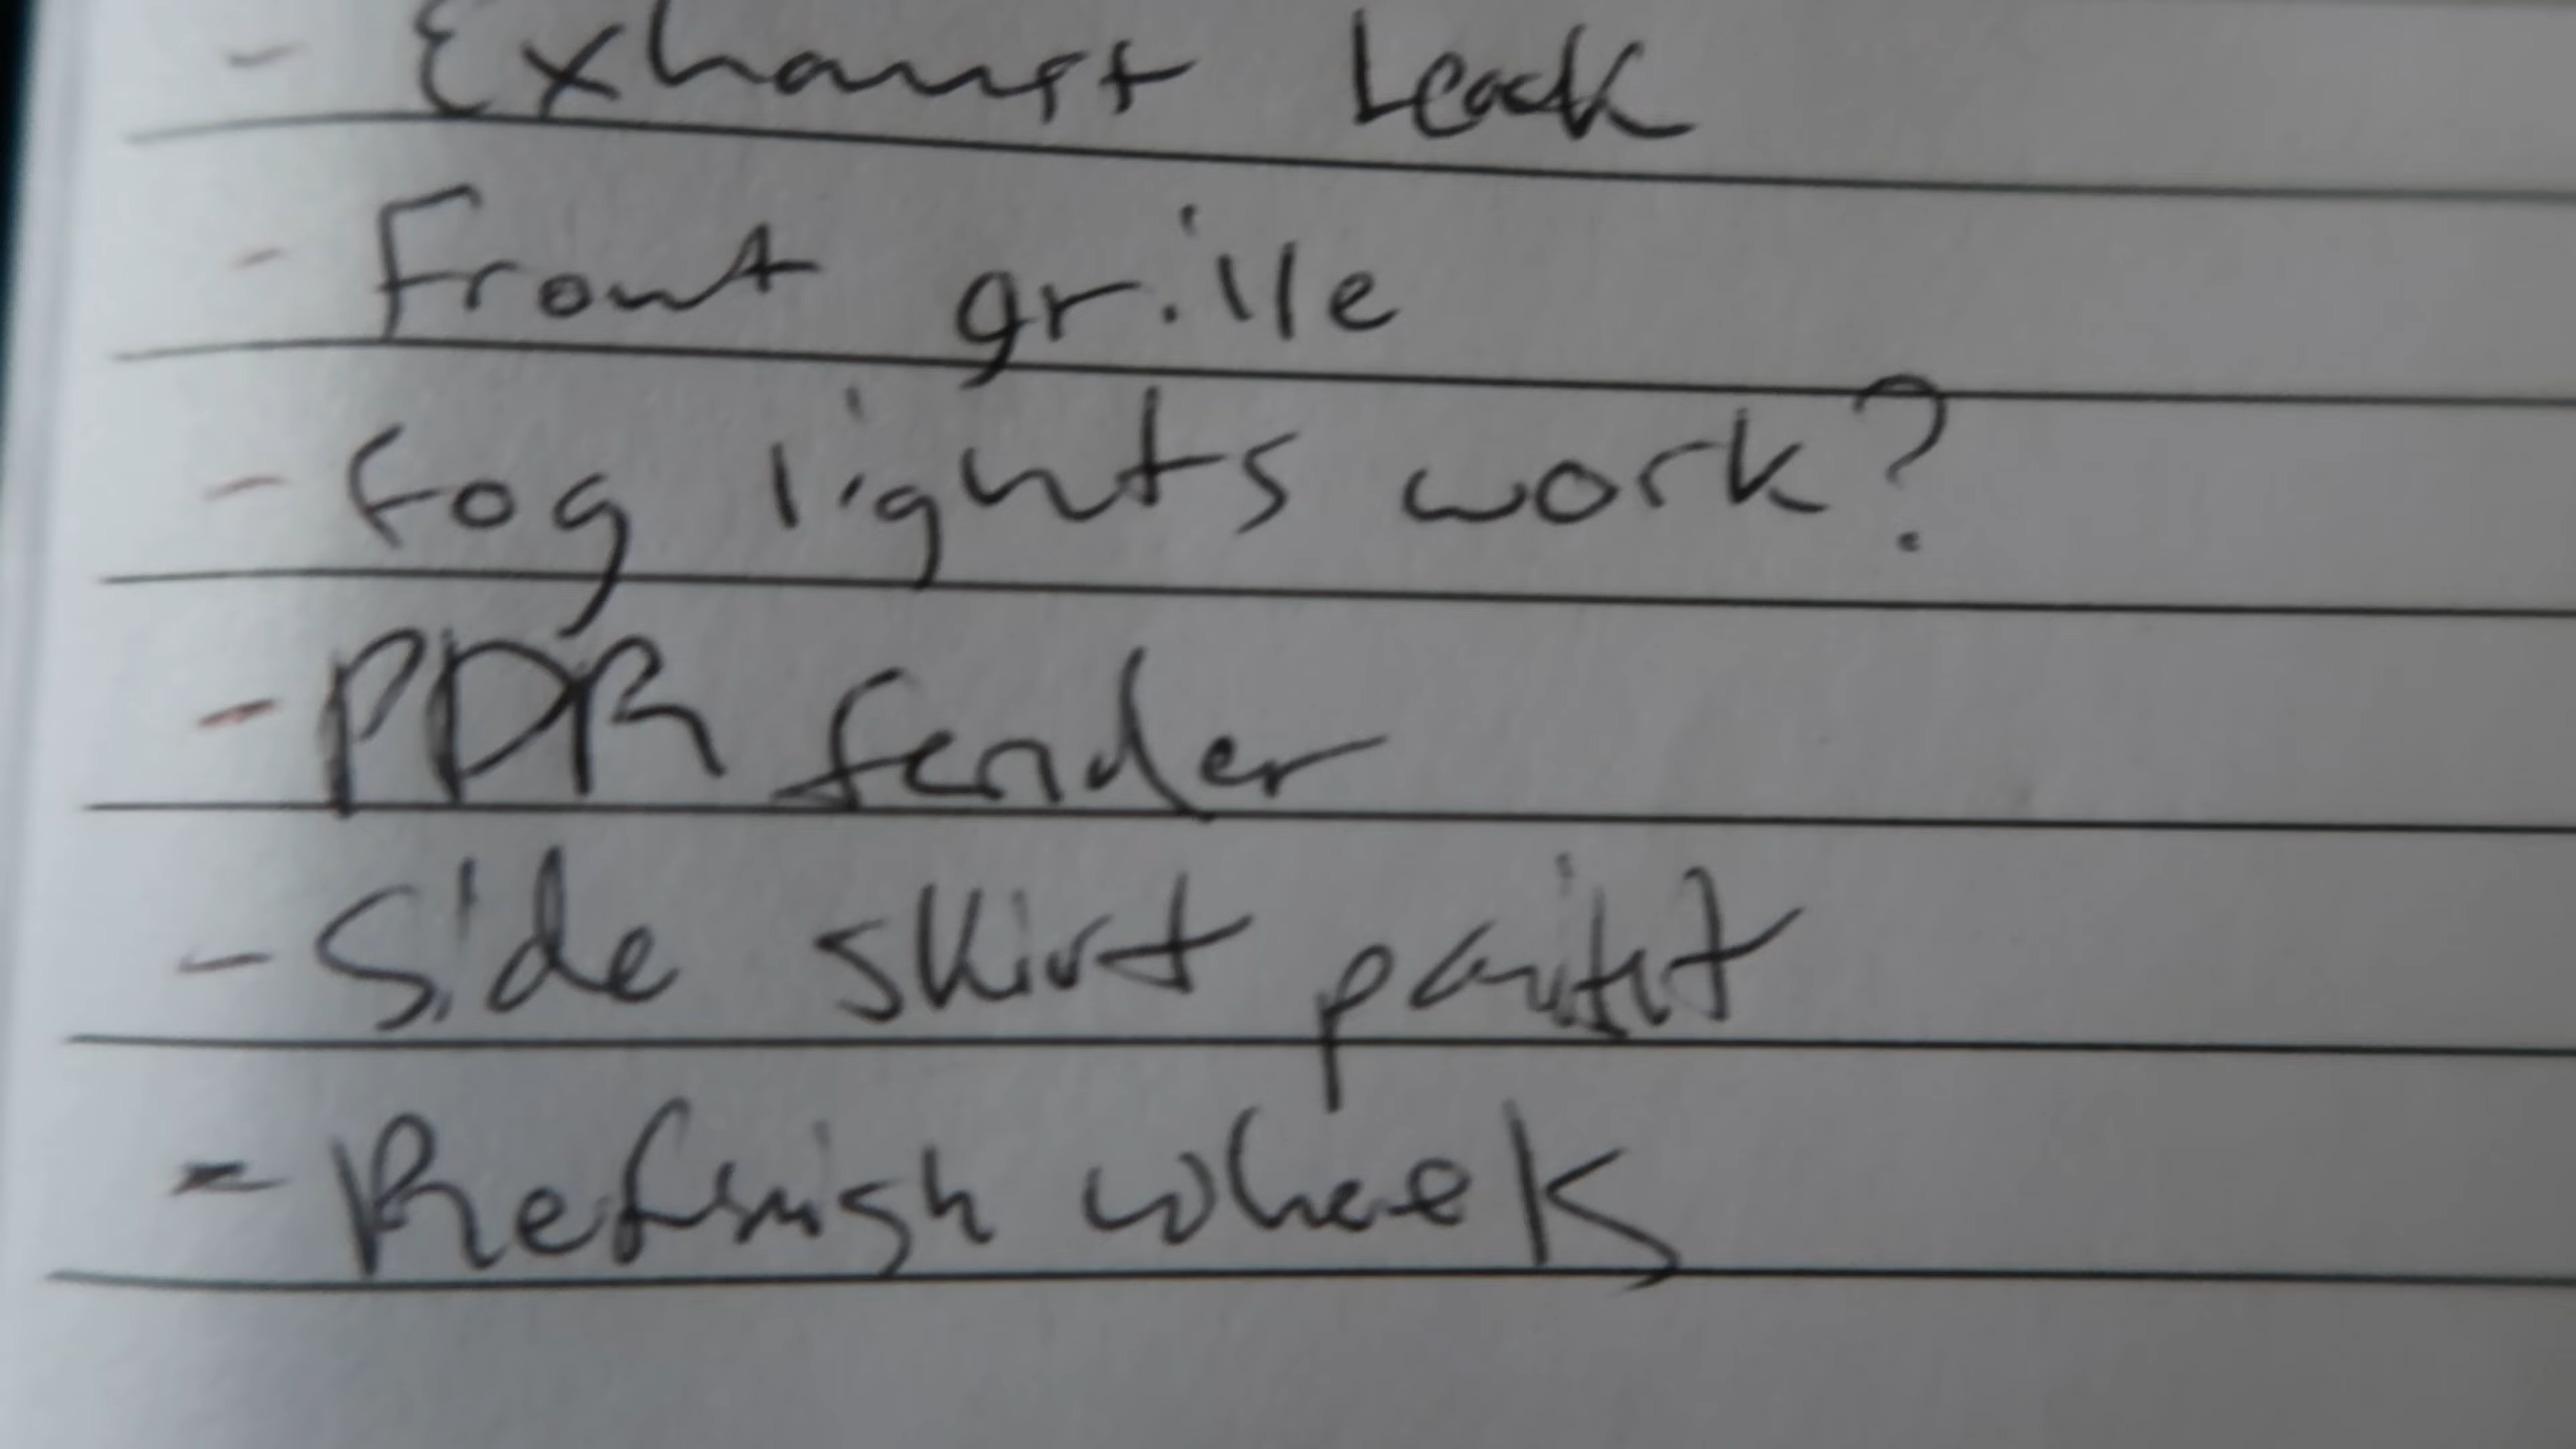 - Exhaust Leak
- Front grille
- Fog lights work?
- PDR fender
- Side skirt paint
- Refinish wheels